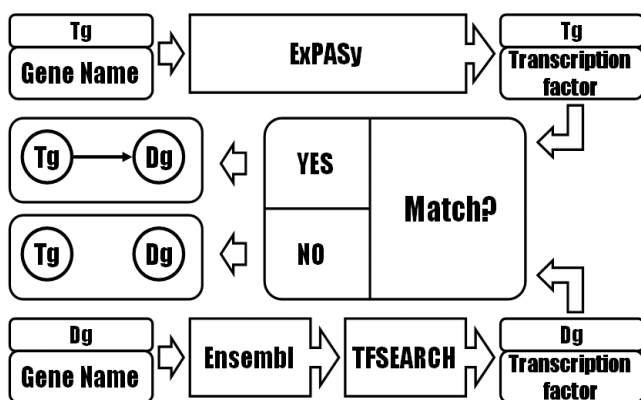 Tg
Gene Name
ExPASy
Tg
Transcription
factor
Tg
Dg
YES
Match?
Tg
Dg
NO
Dg
Gene Name
Ensembl
TFSEARCH
Dg
Transcription
factor